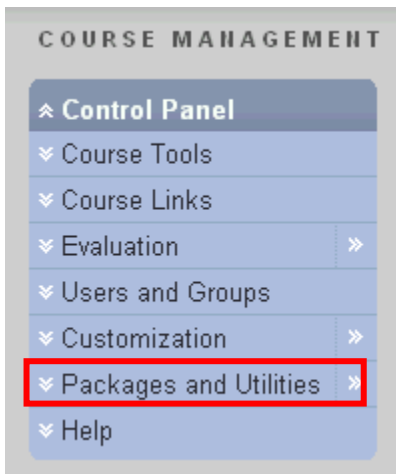 COURSE MANAGEMENT
Control Panel
Course Tools
Course Links
Evaluation
Users and Groups
Customization
Packages and Utilities
Help